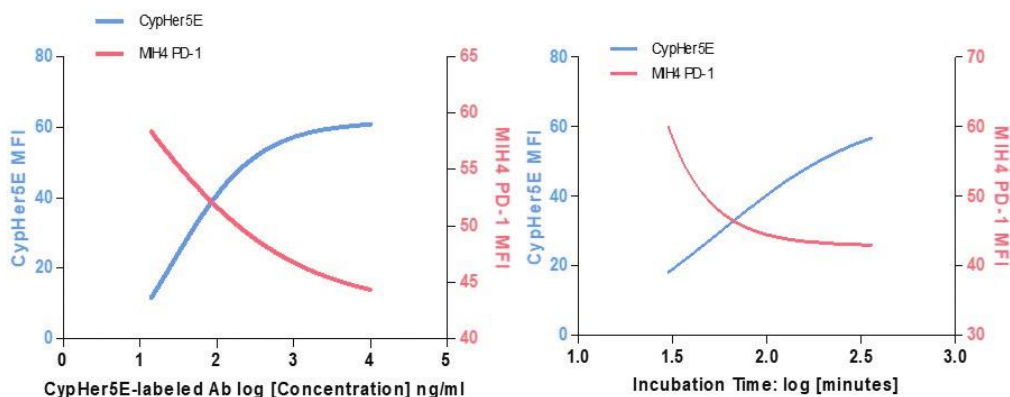 CypHer5E
MIH4 PD-1
80
60
40
20
0
CypHer5E MFI
65
60
55
50
45
40
MIH4 PD-1 MFI
0 1 2 3 4 5
CypHer5E-labeled Ab log [Concentration] ng/ml
CypHer5E
MIH4 PD-1
80
60
40
20
0
CypHer5E MFI
70
60
50
40
30
MIH4 PD-1 MFI
1.0 1.5 2.0 2.5 3.0
Incubation Time: log [minutes]